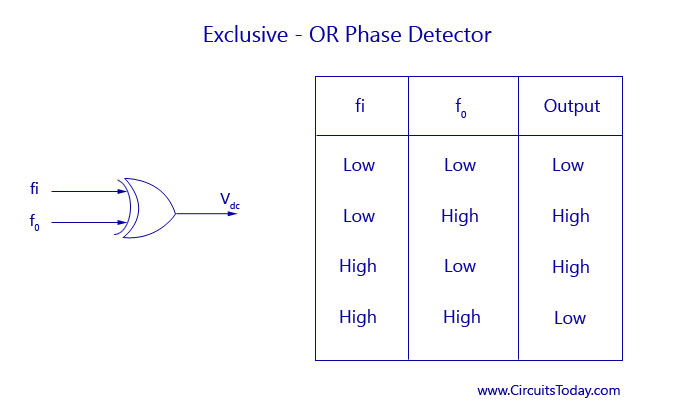 Exclusive - OR Phase Detector
fi
f0
Vdc
fi f0 Output
Low Low Low
Low High High
High Low High
High High Low
www.CircuitsToday.com